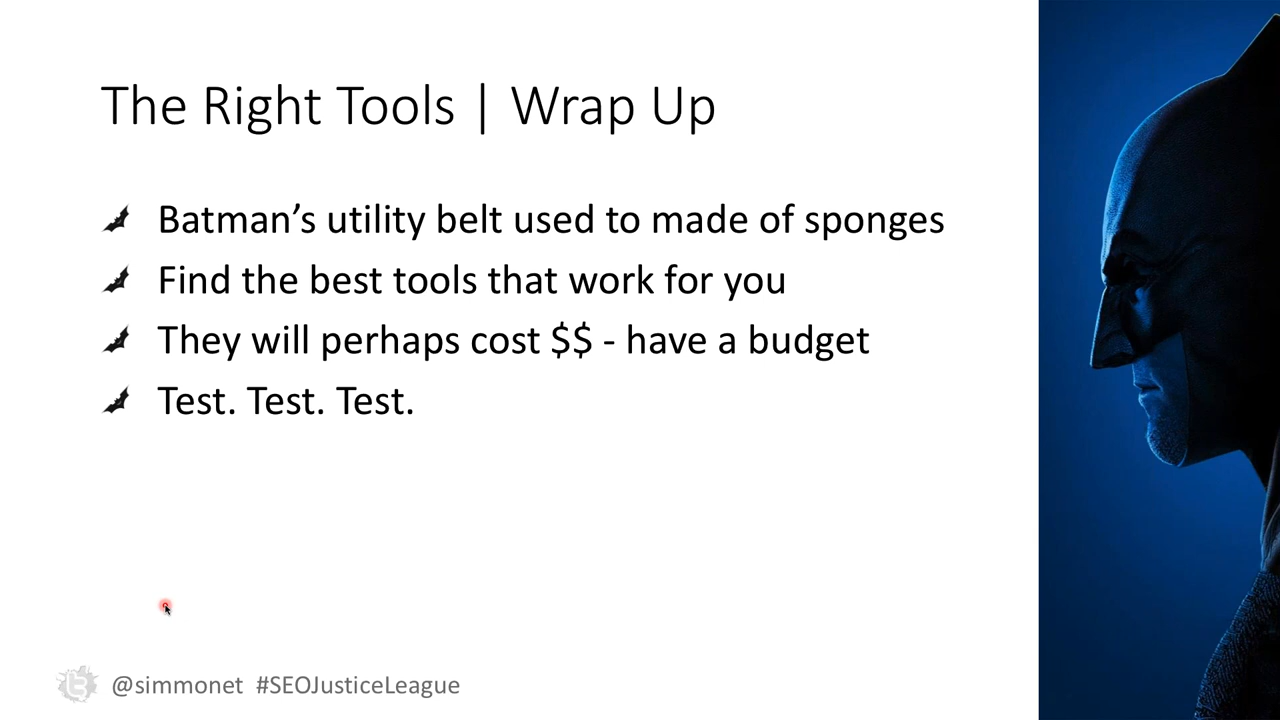 The Right Tools | Wrap Up
Batman’s utility belt used to made of sponges
Find the best tools that work for you
They will perhaps cost $$ - have a budget
Test. Test. Test.
@simmonet #SEOJusticeLeague